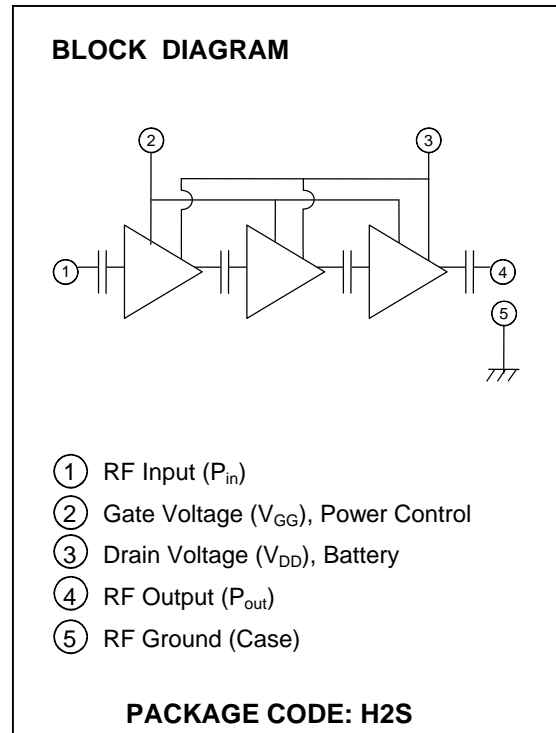 BLOCK DIAGRAM
2 3
1 4
5
1 RF Input (Pin)
2 Gate Voltage (VGG), Power Control
3 Drain Voltage (VDD), Battery
4 RF Output (Pout)
5 RF Ground (Case)
PACKAGE CODE: H2S